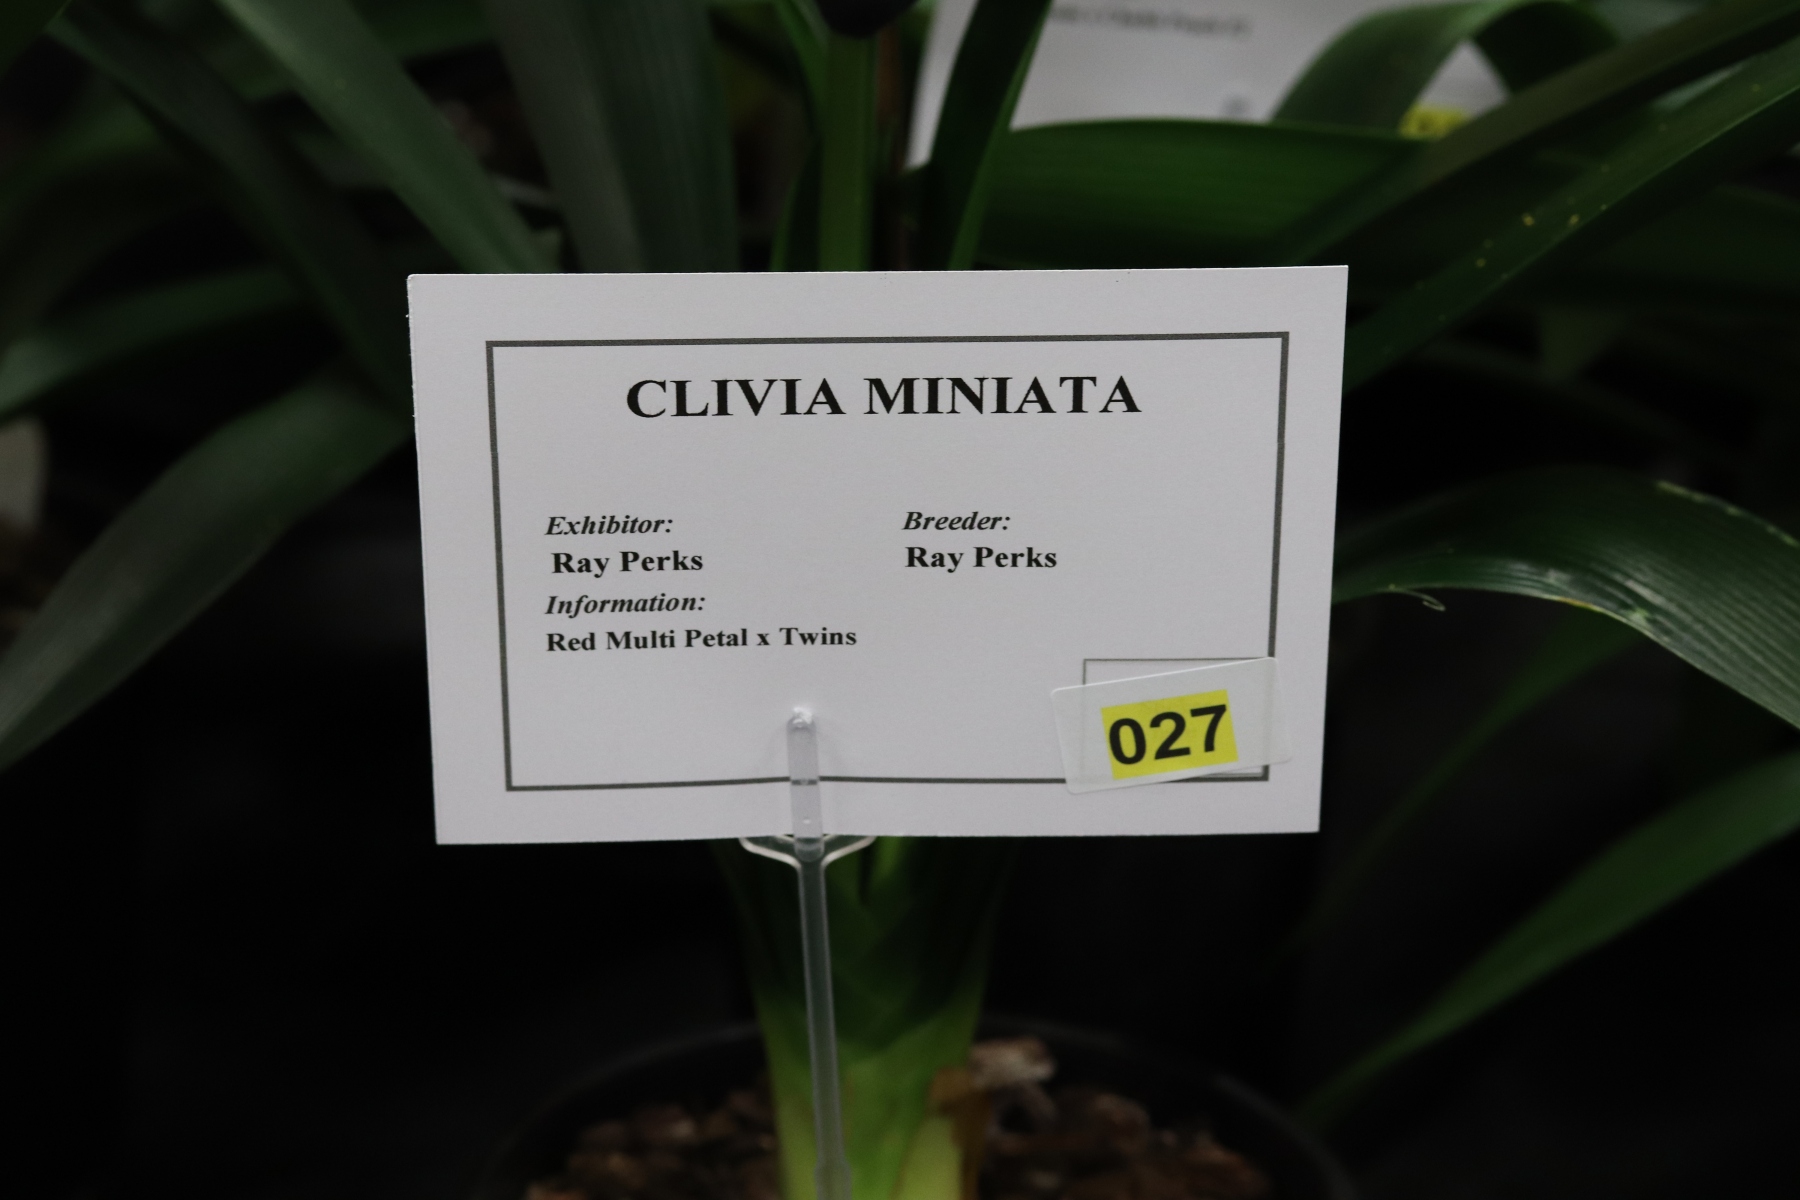 CLIVIA MINIATA
Exhibitor:
Ray Perks
Breeder:
Ray Perks
Information:
Red Multi Petal x Twins
027